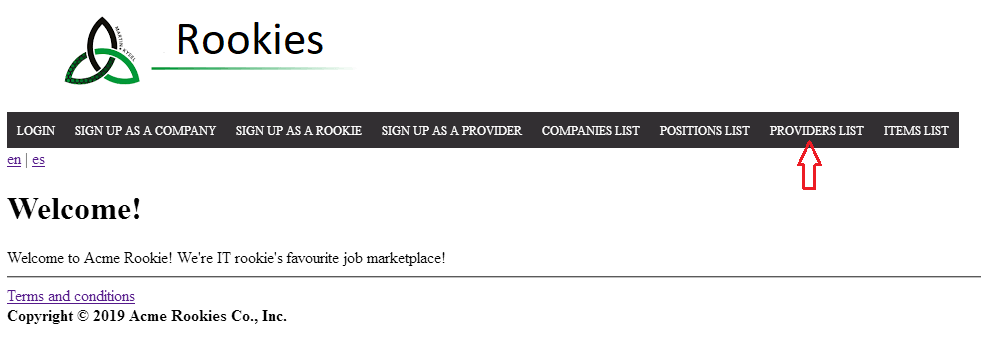 Rookies
LOGIN SIGN UP AS A COMPANY SIGN UP AS A ROOKIE SIGN UP AS A PROVIDER COMPANIES LIST POSITIONS LIST PROVIDERS LIST ITEMS LIST
en | es
Welcome!
Welcome to Acme Rookie! We're IT rookie's favourite job marketplace!
Terms and conditions
Copyright © 2019 Acme Rookies Co., Inc.